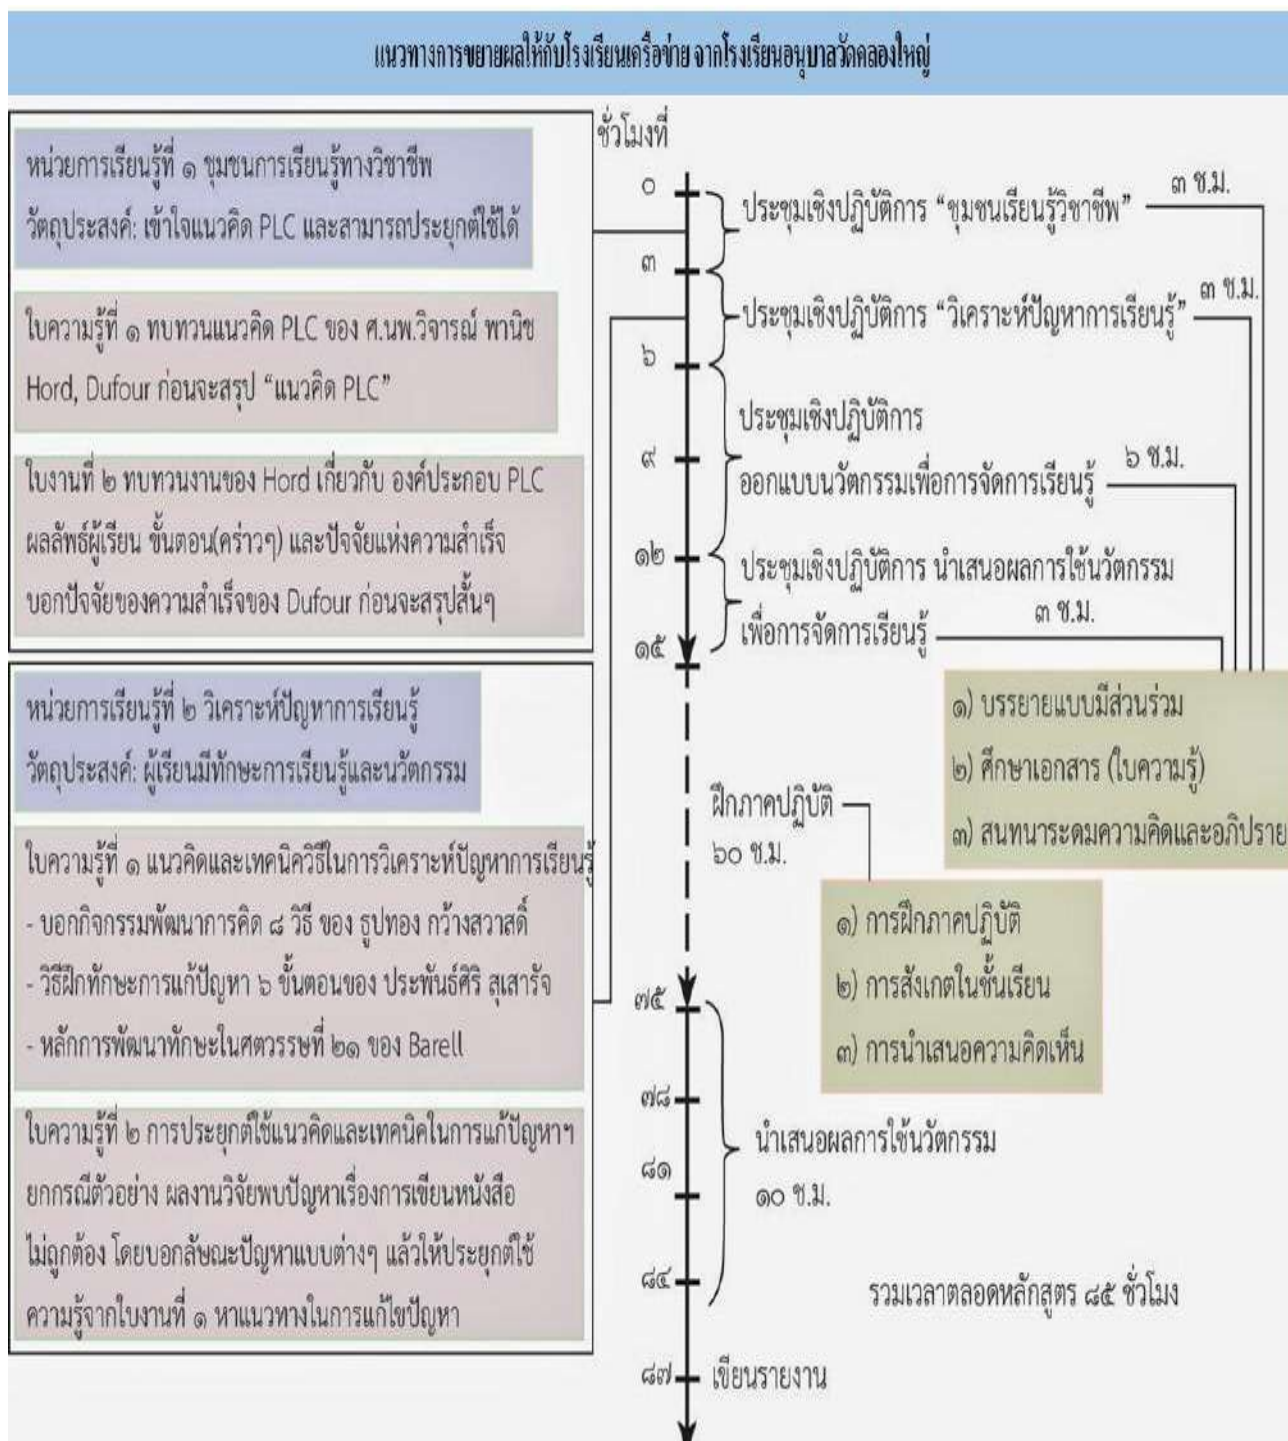 แนวทางการขยายผลให้กับโรงเรียนเครือข่าย จากโรงเรียนอนุบาลวัดคลองใหญ่
หน่วยการเรียนรู้ที่ ๑ ชุมชนการเรียนรู้ทางวิชาชีพ
วัตถุประสงค์: เข้าใจแนวคิด PLC และสามารถประยุกต์ใช้ได้
ใบความรู้ที่ ๑ ทบทวนแนวคิด PLC ของ ศ.นพ.วิจารณ์ พานิช
Hord, Dufour ก่อนจะสรุป “แนวคิด PLC”
ใบงานที่ ๒ ทบทวนงานของ Hord เกี่ยวกับ องค์ประกอบ PLC
ผลลัพธ์ผู้เรียน ขั้นตอน(คร่าวๆ) และปัจจัยแห่งความสำเร็จ
บอกปัจจัยของความสำเร็จของ Dufour ก่อนจะสรุปสั้นๆ
หน่วยการเรียนรู้ที่ ๒ วิเคราะห์ปัญหาการเรียนรู้
วัตถุประสงค์: ผู้เรียนมีทักษะการเรียนรู้และนวัตกรรม
ใบความรู้ที่ ๑ แนวคิดและเทคนิควิธีในการวิเคราะห์ปัญหาการเรียนรู้
- บอกกิจกรรมพัฒนาการคิด ๘ วิธี ของ ธูปทอง กว้างสวาสดิ์
- วิธีฝึกทักษะการแก้ปัญหา ๖ ขั้นตอนของ ประพันธ์ศิริ สุเสารัจ
- หลักการพัฒนาทักษะในศตวรรษที่ ๒๑ ของ Barell
ใบความรู้ที่ ๒ การประยุกต์ใช้แนวคิดและเทคนิคในการแก้ปัญหาฯ
ยกกรณีตัวอย่าง ผลงานวิจัยพบปัญหาเรื่องการเขียนหนังสือ
ไม่ถูกต้อง โดยบอกลัษณะปัญหาแบบต่างๆ แล้วให้ประยุกต์ใช้
ความรู้จากใบงานที่ ๑ หาแนวทางในการแก้ไขปัญหา
ชั่วโมงที่
๐
๓
๖
๙
๑๒
๑๕
๗๕
๗๘
๘๑
๘๔
๘๗
ประชุมเชิงปฏิบัติการ “ชุมชนเรียนรู้วิชาชีพ”
๓ ช.ม.
ประชุมเชิงปฏิบัติการ “วิเคราะห์ปัญหาการเรียนรู้”
๓ ช.ม.
ประชุมเชิงปฏิบัติการ
ออกแบบนวัตกรรมเพื่อการจัดการเรียนรู้
๖ ช.ม.
ประชุมเชิงปฏิบัติการ นำเสนอผลการใช้นวัตกรรม
เพื่อการจัดการเรียนรู้
๓ ช.ม.
๑) บรรยายแบบมีส่วนร่วม
๒) ศึกษาเอกสาร (ใบความรู้)
๓) สนทนาระดมความคิดและอภิปราย
ฝึกภาคปฏิบัติ
๖๐ ช.ม.
๑) การฝึกภาคปฏิบัติ
๒) การสังเกตในชั้นเรียน
๓) การนำเสนอความคิดเห็น
นำเสนอผลการใช้นวัตกรรม
๑๐ ช.ม.
รวมเวลาตลอดหลักสูตร ๘๕ ชั่วโมง
เขียนรายงาน